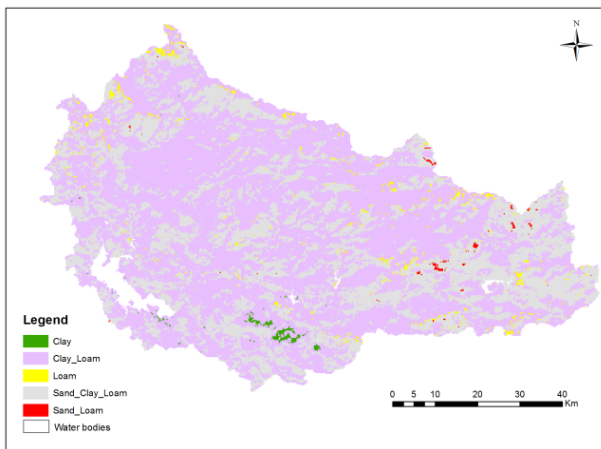 N
Legend
Clay
Clay_Loam
Loam
Sand_Clay_Loam
Sand_Loam
Water bodies
0 5 10 20 30 40
Km